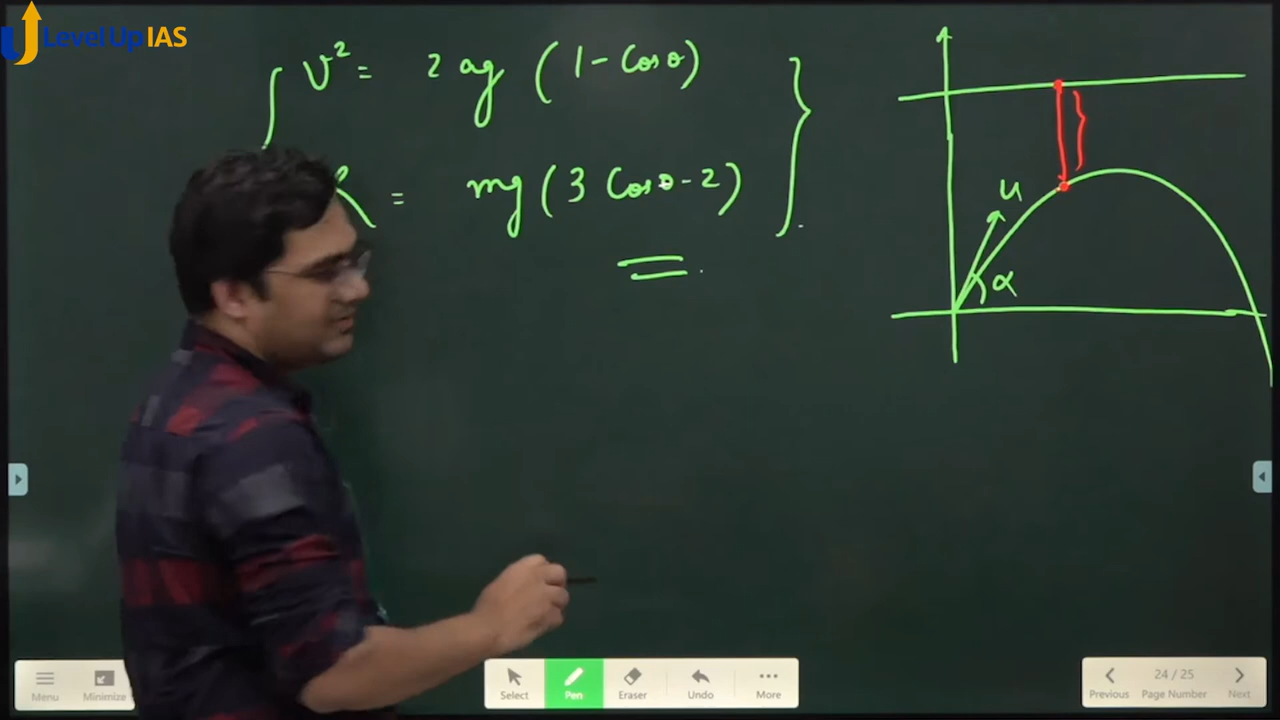 Level Up IAS
V² = 2ag (1 - Cosθ)
R = mg (3 Cosθ - 2)
u
α
Menu
Minimize
Select
Pen
Eraser
Undo
More
Previous
24 / 25
Page Number
Next